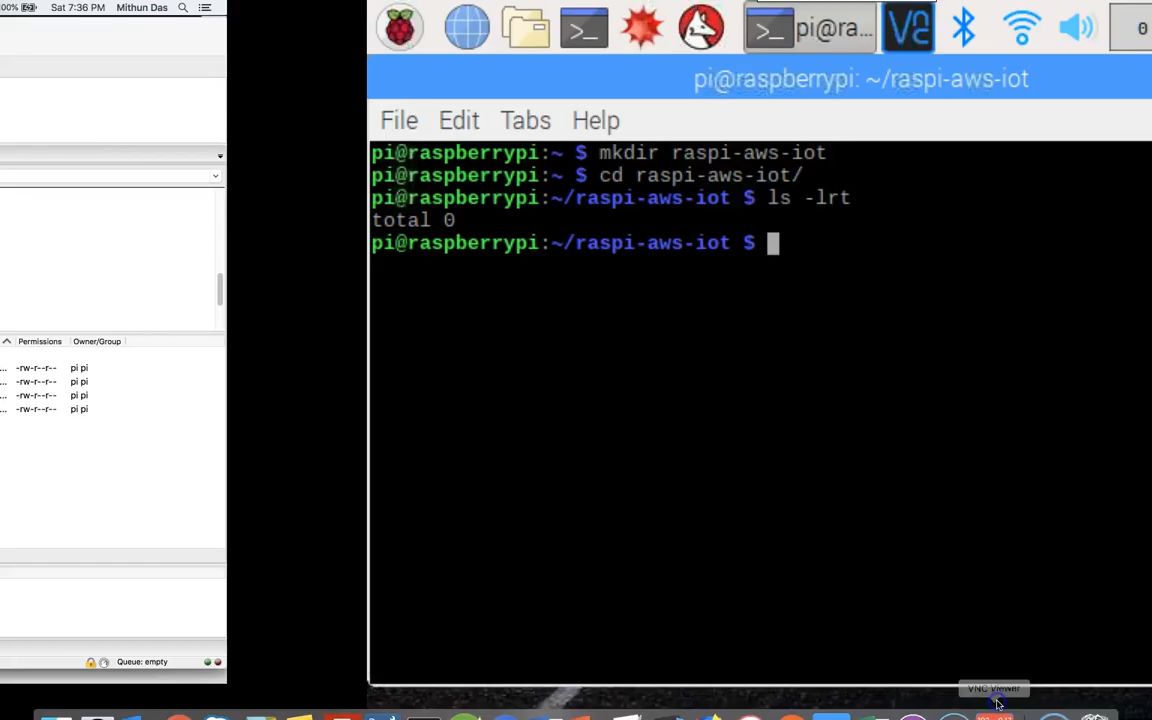 100% Sat 7:36 PM Mithun Das
Permissions Owner/Group
... -rw-r--r-- pi pi
... -rw-r--r-- pi pi
... -rw-r--r-- pi pi
... -rw-r--r-- pi pi
Queue: empty
>_ >_ pi@ra... 0
pi@raspberrypi: ~/raspi-aws-iot
File Edit Tabs Help
pi@raspberrypi:~ $ mkdir raspi-aws-iot
pi@raspberrypi:~ $ cd raspi-aws-iot/
pi@raspberrypi:~/raspi-aws-iot $ ls -lrt
total 0
pi@raspberrypi:~/raspi-aws-iot $
VNC Viewer